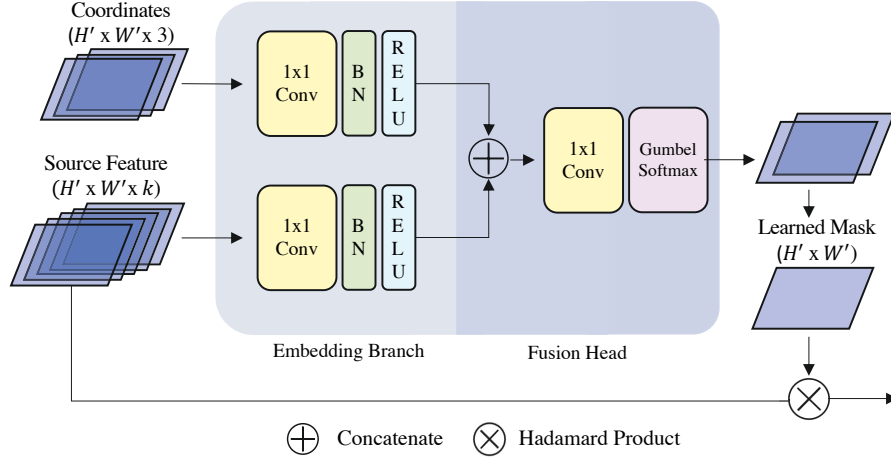 Coordinates
(H′ x W′x 3)
1x1
Conv
B
N
R
E
L
U
Source Feature
(H′ x W′x k)
1x1
Conv
B
N
R
E
L
U
1x1
Conv
Gumbel
Softmax
Learned Mask
(H′ x W′)
Embedding Branch
Fusion Head
Concatenate
Hadamard Product